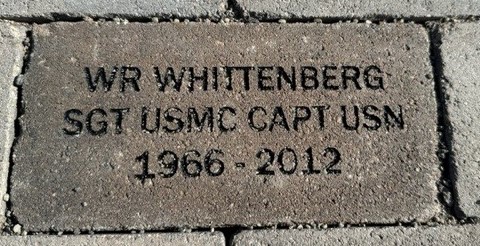 WR WHITTENBERG
SGT USMC CAPT USN
1966 - 2012